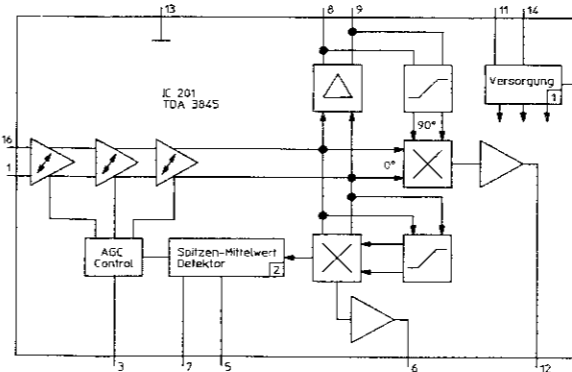 13
8
9
11
14
IC 201
TDA 3845
Versorgung
1
90°
16
1
0°
AGC
Control
Spitzen-Mittelwert
Detektor
2
3
7
5
6
12